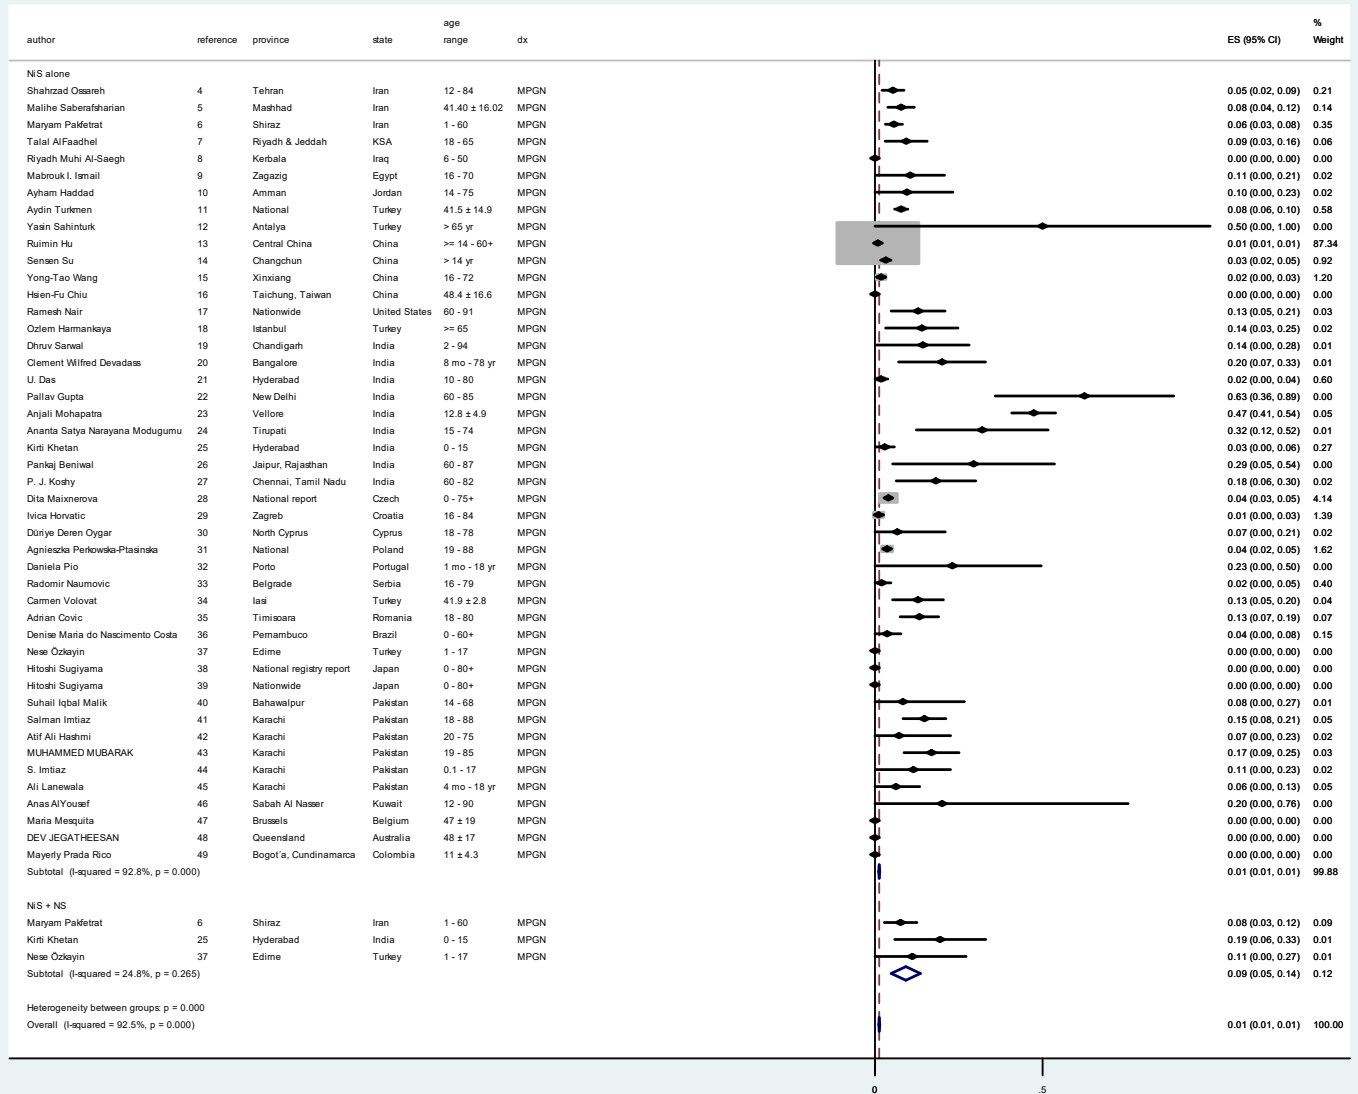 age %
author reference province state range dx ES (95% CI) Weight
NiS alone
Shahrzad Ossareh 4 Tehran Iran 12 - 84 MPGN 0.05 (0.02, 0.09) 0.21
Malihe Saberafsharian 5 Mashhad Iran 41.40 ± 16.02 MPGN 0.08 (0.04, 0.12) 0.14
Maryam Pakfetrat 6 Shiraz Iran 1 - 60 MPGN 0.06 (0.03, 0.08) 0.35
Talal AlFaadhel 7 Riyadh & Jeddah KSA 18 - 65 MPGN 0.09 (0.03, 0.16) 0.06
Riyadh Muhi Al-Saegh 8 Kerbala Iraq 6 - 50 MPGN 0.00 (0.00, 0.00) 0.00
Mabrouk I. Ismail 9 Zagazig Egypt 16 - 70 MPGN 0.11 (0.00, 0.21) 0.02
Ayham Haddad 10 Amman Jordan 14 - 75 MPGN 0.10 (0.00, 0.23) 0.02
Aydin Turkmen 11 National Turkey 41.5 ± 14.9 MPGN 0.08 (0.06, 0.10) 0.58
Yasin Sahinturk 12 Antalya Turkey > 65 yr MPGN 0.50 (0.00, 1.00) 0.00
Ruimin Hu 13 Central China China >= 14 - 60+ MPGN 0.01 (0.01, 0.01) 87.34
Sensen Su 14 Changchun China > 14 yr MPGN 0.03 (0.02, 0.05) 0.92
Yong-Tao Wang 15 Xinxiang China 16 - 72 MPGN 0.02 (0.00, 0.03) 1.20
Hsien-Fu Chiu 16 Taichung, Taiwan China 48.4 ± 16.6 MPGN 0.00 (0.00, 0.00) 0.00
Ramesh Nair 17 Nationwide United States 60 - 91 MPGN 0.13 (0.05, 0.21) 0.03
Ozlem Harmankaya 18 Istanbul Turkey >= 65 MPGN 0.14 (0.03, 0.25) 0.02
Dhruv Sarwal 19 Chandigarh India 2 - 94 MPGN 0.14 (0.00, 0.28) 0.01
Clement Wilfred Devadass 20 Bangalore India 8 mo - 78 yr MPGN 0.20 (0.07, 0.33) 0.01
U. Das 21 Hyderabad India 10 - 80 MPGN 0.02 (0.00, 0.04) 0.60
Pallav Gupta 22 New Delhi India 60 - 85 MPGN 0.63 (0.36, 0.89) 0.00
Anjali Mohapatra 23 Vellore India 12.8 ± 4.9 MPGN 0.47 (0.41, 0.54) 0.05
Ananta Satya Narayana Modugumu 24 Tirupati India 15 - 74 MPGN 0.32 (0.12, 0.52) 0.01
Kirti Khetan 25 Hyderabad India 0 - 15 MPGN 0.03 (0.00, 0.06) 0.27
Pankaj Beniwal 26 Jaipur, Rajasthan India 60 - 87 MPGN 0.29 (0.05, 0.54) 0.00
P. J. Koshy 27 Chennai, Tamil Nadu India 60 - 82 MPGN 0.18 (0.06, 0.30) 0.02
Dita Maixnerova 28 National report Czech 0 - 75+ MPGN 0.04 (0.03, 0.05) 4.14
Ivica Horvatic 29 Zagreb Croatia 16 - 84 MPGN 0.01 (0.00, 0.03) 1.39
Düriye Deren Oygar 30 North Cyprus Cyprus 18 - 78 MPGN 0.07 (0.00, 0.21) 0.02
Agnieszka Perkowska-Ptasinska 31 National Poland 19 - 88 MPGN 0.04 (0.02, 0.05) 1.62
Daniela Pio 32 Porto Portugal 1 mo - 18 yr MPGN 0.23 (0.00, 0.50) 0.00
Radomir Naumovic 33 Belgrade Serbia 16 - 79 MPGN 0.02 (0.00, 0.05) 0.40
Carmen Volovat 34 Iasi Turkey 41.9 ± 2.8 MPGN 0.13 (0.05, 0.20) 0.04
Adrian Covic 35 Timisoara Romania 18 - 80 MPGN 0.13 (0.07, 0.19) 0.07
Denise Maria do Nascimento Costa 36 Pernambuco Brazil 0 - 60+ MPGN 0.04 (0.00, 0.08) 0.15
Nese Özkayin 37 Edirne Turkey 1 - 17 MPGN 0.00 (0.00, 0.00) 0.00
Hitoshi Sugiyama 38 National registry report Japan 0 - 80+ MPGN 0.00 (0.00, 0.00) 0.00
Hitoshi Sugiyama 39 Nationwide Japan 0 - 80+ MPGN 0.00 (0.00, 0.00) 0.00
Suhail Iqbal Malik 40 Bahawalpur Pakistan 14 - 68 MPGN 0.08 (0.00, 0.27) 0.01
Salman Imtiaz 41 Karachi Pakistan 18 - 88 MPGN 0.15 (0.08, 0.21) 0.05
Atif Ali Hashmi 42 Karachi Pakistan 20 - 75 MPGN 0.07 (0.00, 0.23) 0.02
MUHAMMED MUBARAK 43 Karachi Pakistan 19 - 85 MPGN 0.17 (0.09, 0.25) 0.03
S. Imtiaz 44 Karachi Pakistan 0.1 - 17 MPGN 0.11 (0.00, 0.23) 0.02
Ali Lanewala 45 Karachi Pakistan 4 mo - 18 yr MPGN 0.06 (0.00, 0.13) 0.05
Anas AlYousef 46 Sabah Al Nasser Kuwait 12 - 90 MPGN 0.20 (0.00, 0.76) 0.00
Maria Mesquita 47 Brussels Belgium 47 ± 19 MPGN 0.00 (0.00, 0.00) 0.00
DEV JEGATHEESAN 48 Queensland Australia 48 ± 17 MPGN 0.00 (0.00, 0.00) 0.00
Mayerly Prada Rico 49 Bogot´a, Cundinamarca Colombia 11 ± 4.3 MPGN 0.00 (0.00, 0.00) 0.00
Subtotal (I-squared = 92.8%, p = 0.000) 0.01 (0.01, 0.01) 99.88
NiS + NS
Maryam Pakfetrat 6 Shiraz Iran 1 - 60 MPGN 0.08 (0.03, 0.12) 0.09
Kirti Khetan 25 Hyderabad India 0 - 15 MPGN 0.19 (0.06, 0.33) 0.01
Nese Özkayin 37 Edirne Turkey 1 - 17 MPGN 0.11 (0.00, 0.27) 0.01
Subtotal (I-squared = 24.8%, p = 0.265) 0.09 (0.05, 0.14) 0.12
Heterogeneity between groups: p = 0.000
Overall (I-squared = 92.5%, p = 0.000) 0.01 (0.01, 0.01) 100.00
0 .5